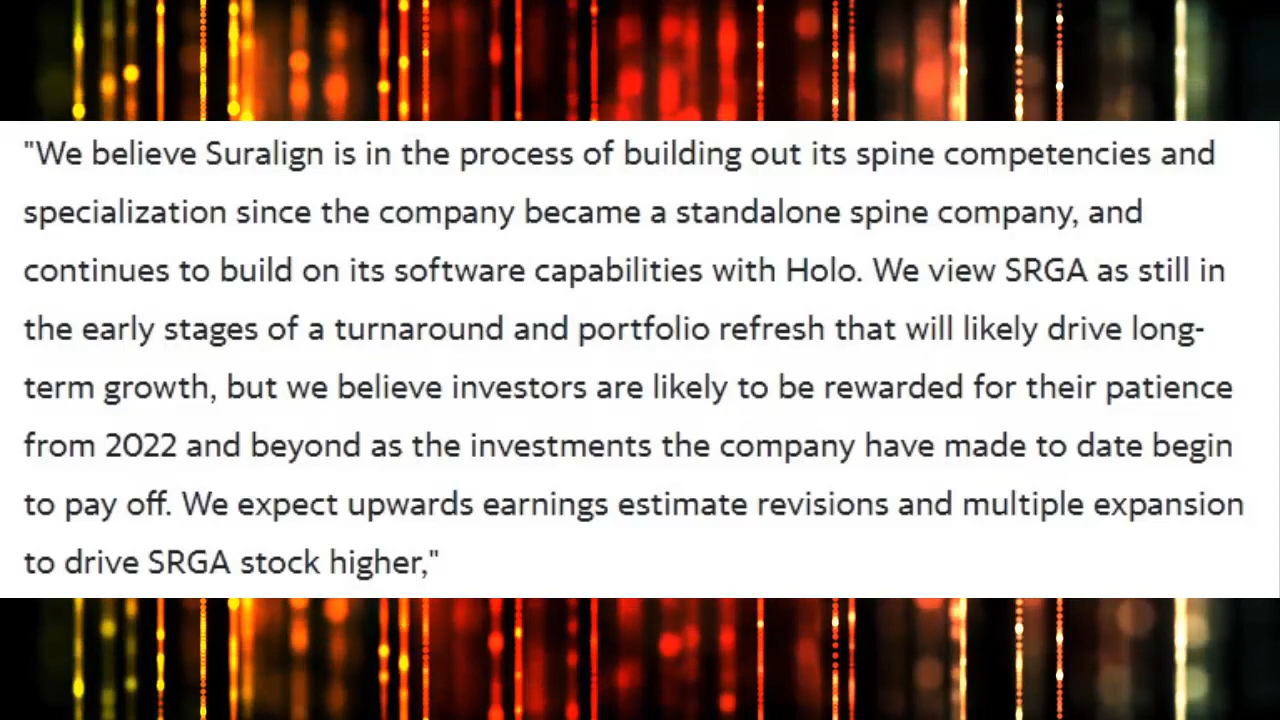 "We believe Suralign is in the process of building out its spine competencies and
specialization since the company became a standalone spine company, and
continues to build on its software capabilities with Holo. We view SRGA as still in
the early stages of a turnaround and portfolio refresh that will likely drive long-
term growth, but we believe investors are likely to be rewarded for their patience
from 2022 and beyond as the investments the company have made to date begin
to pay off. We expect upwards earnings estimate revisions and multiple expansion
to drive SRGA stock higher,"